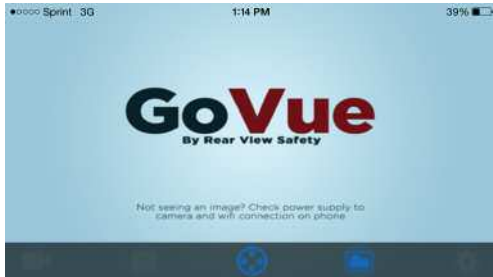 Sprint 3G 1:14 PM 39%
GoVue
By Rear View Safety
Not seeing an image? Check power supply to
camera and wifi connection on phone